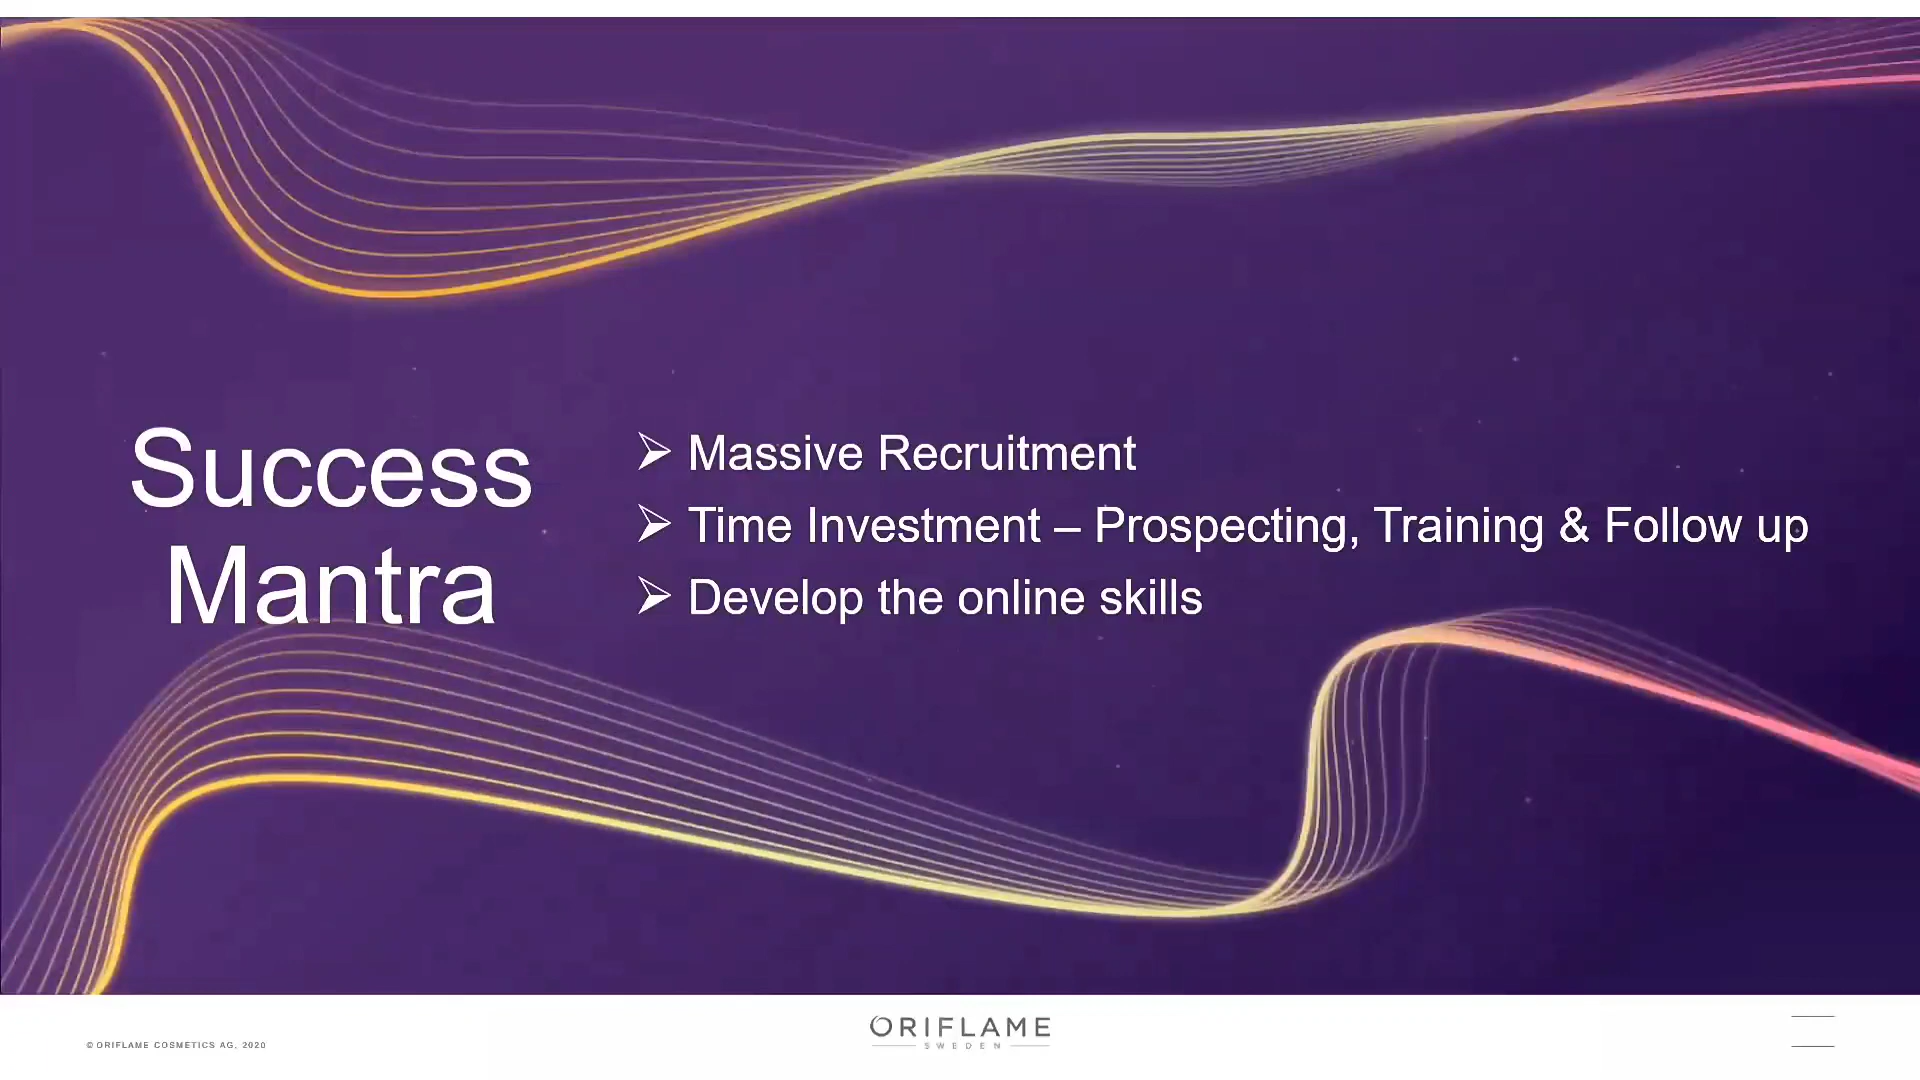 Success
Mantra
➢ Massive Recruitment
➢ Time Investment – Prospecting, Training & Follow up
➢ Develop the online skills
© ORIFLAME COSMETICS AG, 2020
ORIFLAME
SWEDEN